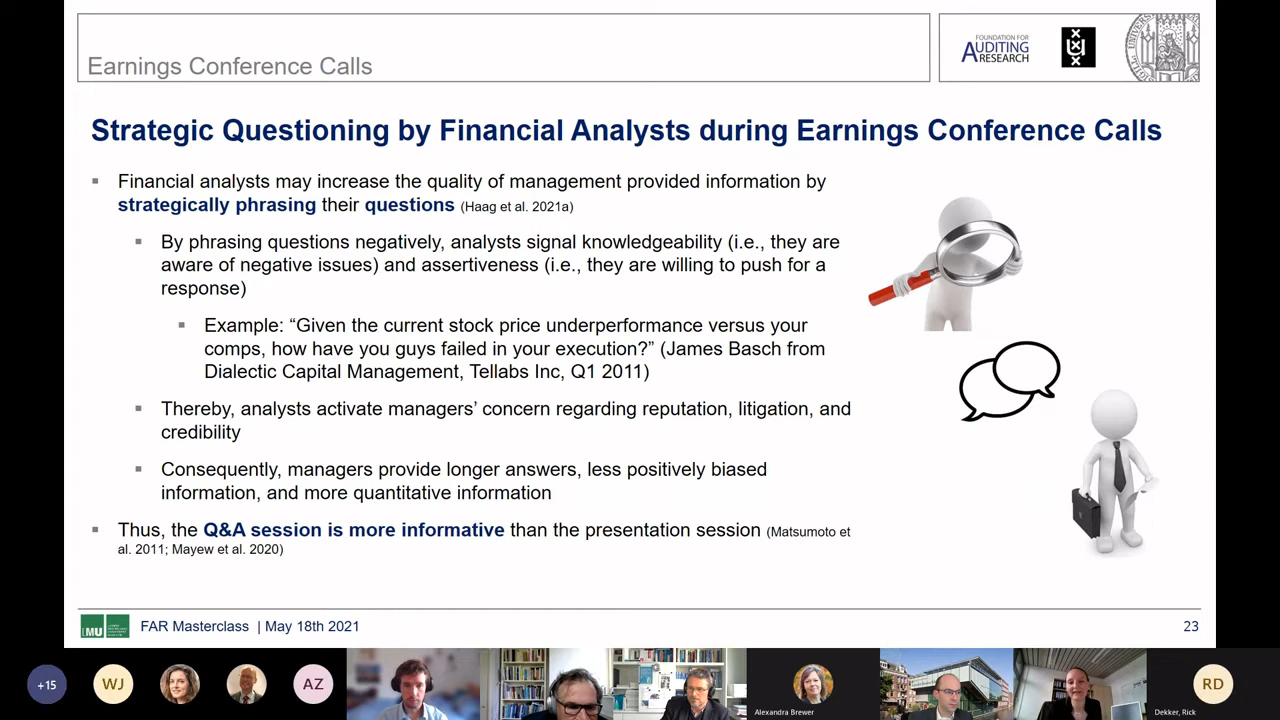 Earnings Conference Calls
FOUNDATION FOR
AUDITING
RESEARCH
Strategic Questioning by Financial Analysts during Earnings Conference Calls
Financial analysts may increase the quality of management provided information by
strategically phrasing their questions (Haag et al. 2021a)
By phrasing questions negatively, analysts signal knowledgeability (i.e., they are
aware of negative issues) and assertiveness (i.e., they are willing to push for a
response)
Example: “Given the current stock price underperformance versus your
comps, how have you guys failed in your execution?” (James Basch from
Dialectic Capital Management, Tellabs Inc, Q1 2011)
Thereby, analysts activate managers’ concern regarding reputation, litigation, and
credibility
Consequently, managers provide longer answers, less positively biased
information, and more quantitative information
Thus, the Q&A session is more informative than the presentation session (Matsumoto et
al. 2011; Mayew et al. 2020)
LMU
FAR Masterclass | May 18th 2021
23
+15
WJ
AZ
Alexandra Brewer
Dekker, Rick
RD